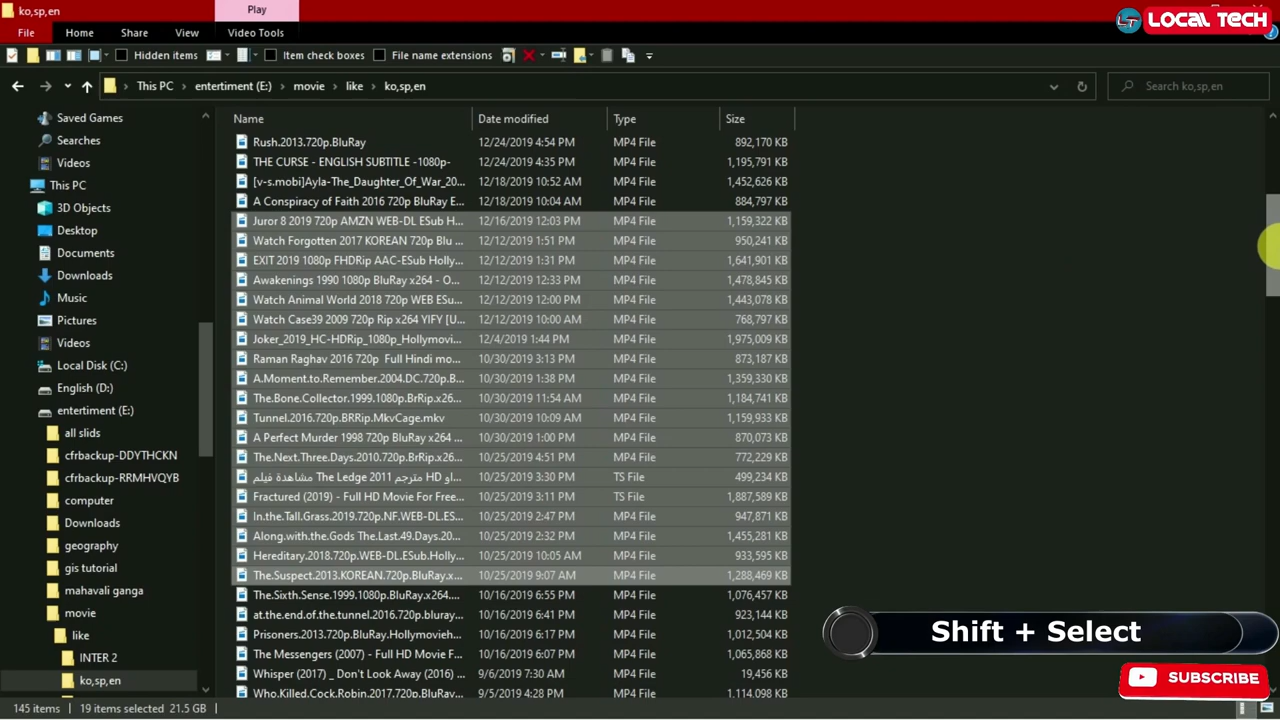 ko,sp,en
Play
LT LOCAL TECH
File Home Share View Video Tools
Hidden items Item check boxes File name extensions
This PC entertiment (E:) movie like ko,sp,en Search ko,sp,en
Name Date modified Type Size
Saved Games
Searches
Videos
This PC
3D Objects
Desktop
Documents
Downloads
Music
Pictures
Videos
Local Disk (C:)
English (D:)
entertiment (E:)
all slids
cfrbackup-DDYTHCKN
cfrbackup-RRMHVQYB
computer
Downloads
geography
gis tutorial
mahavali ganga
movie
like
INTER 2
ko,sp,en
Rush.2013.720p.BluRay 12/24/2019 4:54 PM MP4 File 892,170 KB
THE CURSE - ENGLISH SUBTITLE -1080p- 12/24/2019 4:35 PM MP4 File 1,195,791 KB
[v-s.mobi]Ayla-The_Daughter_Of_War_20... 12/18/2019 10:52 AM MP4 File 1,452,626 KB
A Conspiracy of Faith 2016 720p BluRay E... 12/18/2019 10:04 AM MP4 File 884,797 KB
Juror 8 2019 720p AMZN WEB-DL ESub H... 12/16/2019 12:03 PM MP4 File 1,159,322 KB
Watch Forgotten 2017 KOREAN 720p Blu ... 12/12/2019 1:51 PM MP4 File 950,241 KB
EXIT 2019 1080p FHDRip AAC-ESub Holly... 12/12/2019 1:31 PM MP4 File 1,641,901 KB
Awakenings 1990 1080p BluRay x264 - O... 12/12/2019 12:33 PM MP4 File 1,478,845 KB
Watch Animal World 2018 720p WEB ESu... 12/12/2019 12:00 PM MP4 File 1,443,078 KB
Watch Case39 2009 720p Rip x264 YIFY [U... 12/12/2019 10:00 AM MP4 File 768,797 KB
Joker_2019_HC-HDRip_1080p_Hollymovi... 12/4/2019 1:44 PM MP4 File 1,975,009 KB
Raman Raghav 2016 720p Full Hindi mo... 10/30/2019 3:13 PM MP4 File 873,187 KB
A.Moment.to.Remember.2004.DC.720p.B... 10/30/2019 1:38 PM MP4 File 1,359,330 KB
The.Bone.Collector.1999.1080p.BrRip.x26... 10/30/2019 11:54 AM MP4 File 1,184,741 KB
Tunnel.2016.720p.BRRip.MkvCage.mkv 10/30/2019 10:09 AM MP4 File 1,159,933 KB
A Perfect Murder 1998 720p BluRay x264 ... 10/30/2019 1:00 PM MP4 File 870,073 KB
The.Next.Three.Days.2010.720p.BrRip.x26... 10/25/2019 4:51 PM MP4 File 772,229 KB
مشاهدة فيلم The Ledge 2011 مترجم HD او... 10/25/2019 3:30 PM TS File 499,234 KB
Fractured (2019) - Full HD Movie For Free... 10/25/2019 3:11 PM TS File 1,887,589 KB
In.the.Tall.Grass.2019.720p.NF.WEB-DL.ES... 10/25/2019 2:47 PM MP4 File 947,871 KB
Along.with.the.Gods The.Last.49.Days.20... 10/25/2019 2:32 PM MP4 File 1,455,281 KB
Hereditary.2018.720p.WEB-DL.ESub.Holly... 10/25/2019 10:05 AM MP4 File 933,595 KB
The.Suspect.2013.KOREAN.720p.BluRay.x... 10/25/2019 9:07 AM MP4 File 1,288,469 KB
The.Sixth.Sense.1999.1080p.BluRay.x264... 10/16/2019 6:55 PM MP4 File 1,076,457 KB
at.the.end.of.the.tunnel.2016.720p.bluray... 10/16/2019 6:41 PM MP4 File 923,144 KB
Prisoners.2013.720p.BluRay.Hollymovieh... 10/16/2019 6:17 PM MP4 File 1,012,504 KB
The Messengers (2007) - Full HD Movie F... 10/16/2019 6:07 PM MP4 File 1,065,868 KB
Whisper (2017) _ Don't Look Away (2016) ... 9/6/2019 7:30 AM MP4 File 19,456 KB
Who.Killed.Cock.Robin.2017.720p.BluRay... 9/5/2019 4:28 PM MP4 File 1,114,098 KB
Shift + Select
SUBSCRIBE
145 items 19 items selected 21.5 GB